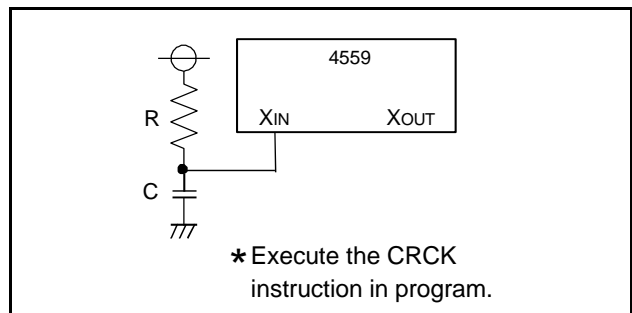 4559
R
XIN
XOUT
C
* Execute the CRCK
instruction in program.